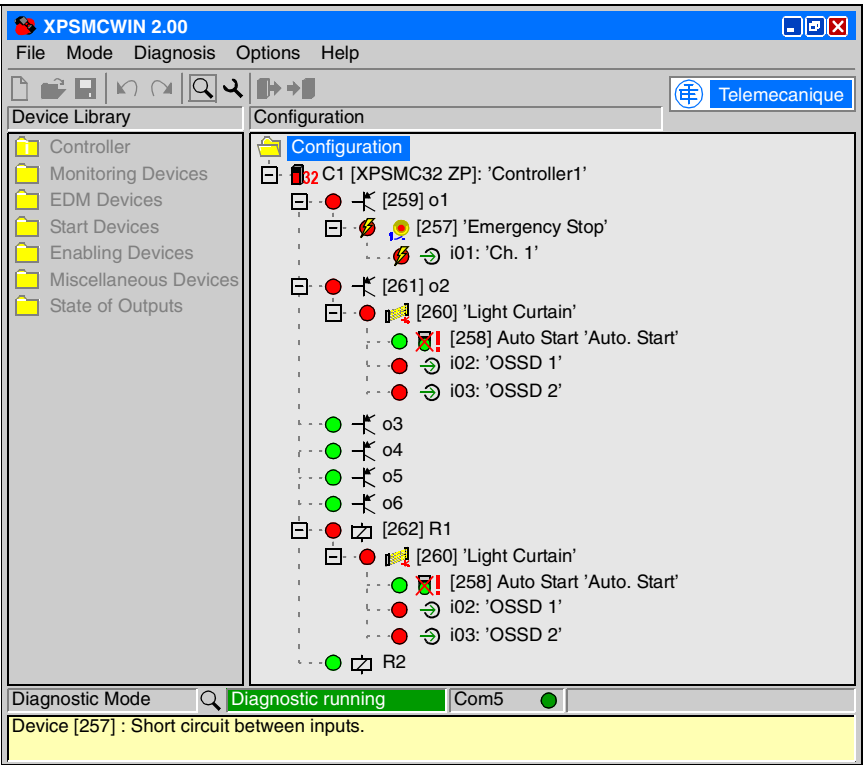 XPSMCWIN 2.00
File Mode Diagnosis Options Help
Telemecanique
Device Library
Configuration
Controller
Monitoring Devices
EDM Devices
Start Devices
Enabling Devices
Miscellaneous Devices
State of Outputs
Configuration
32 C1 [XPSMC32 ZP]: ’Controller1’
[259] o1
[257] ’Emergency Stop’
i01: ’Ch. 1’
[261] o2
[260] ’Light Curtain’
[258] Auto Start ’Auto. Start’
i02: ’OSSD 1’
i03: ’OSSD 2’
o3
o4
o5
o6
[262] R1
[260] ’Light Curtain’
[258] Auto Start ’Auto. Start’
i02: ’OSSD 1’
i03: ’OSSD 2’
R2
Diagnostic Mode
Diagnostic running
Com5
Device [257] : Short circuit between inputs.